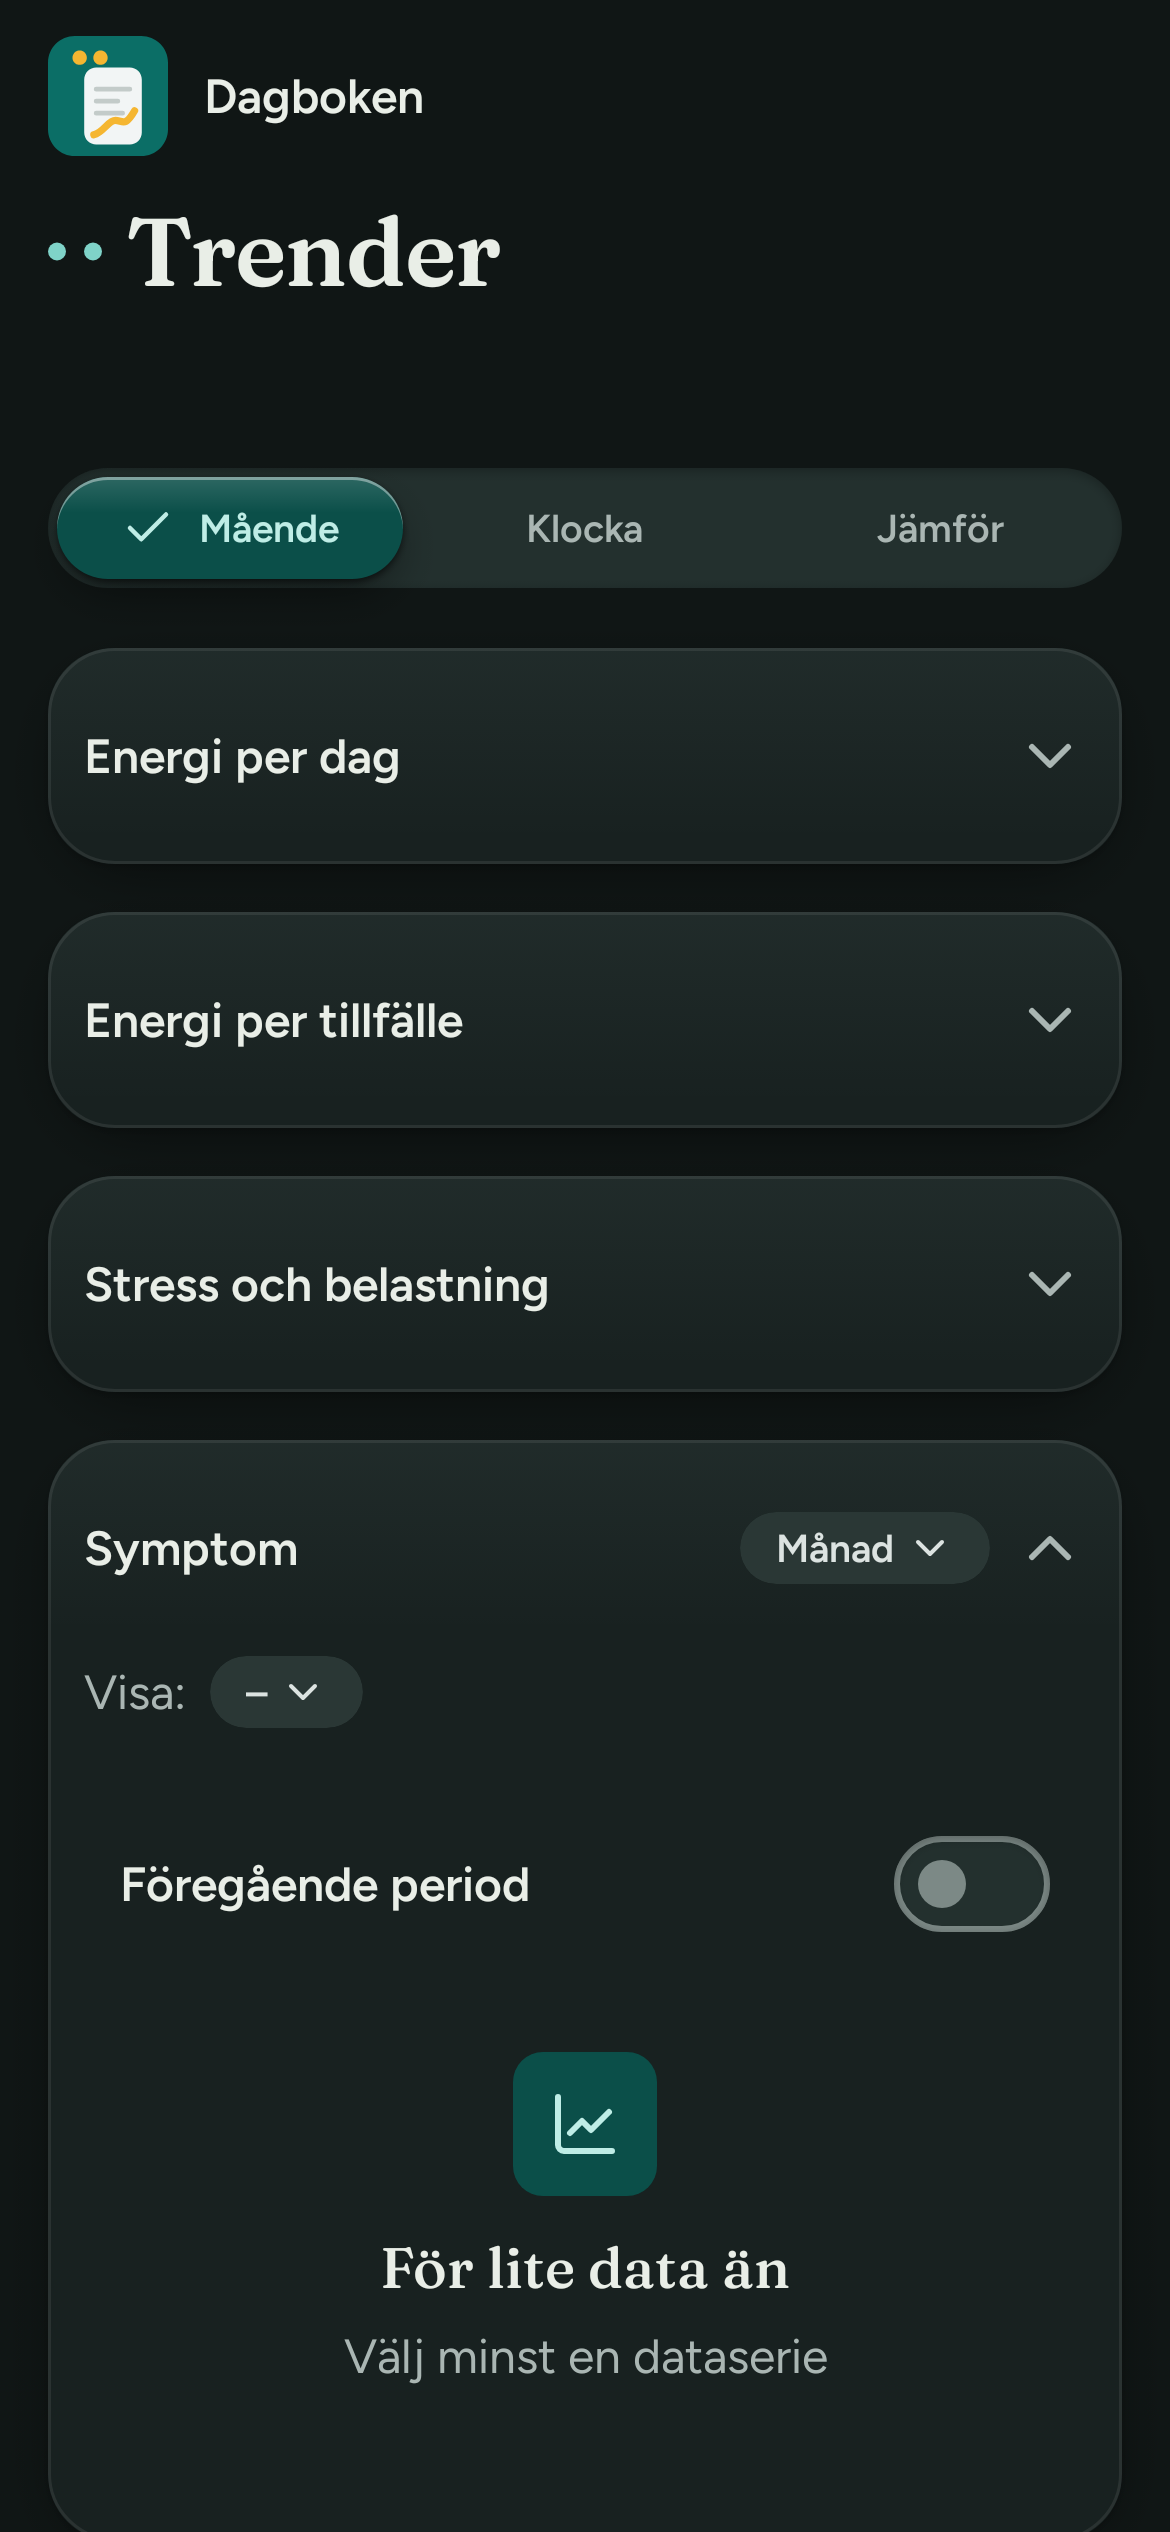 Dagboken
Trender
Mående
Klocka
Jämför
Energi per dag
Energi per tillfälle
Stress och belastning
Symptom
Månad
Visa:
–
Föregående period
För lite data än
Välj minst en dataserie